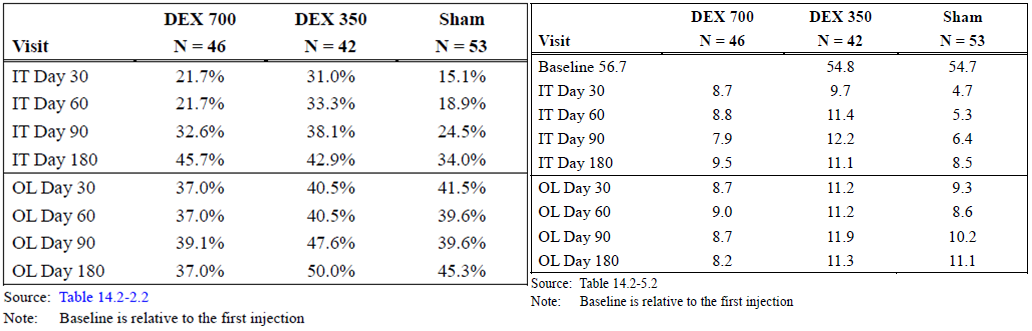 DEX 700 DEX 350 Sham
Visit N = 46 N = 42 N = 53
IT Day 30 21.7% 31.0% 15.1%
IT Day 60 21.7% 33.3% 18.9%
IT Day 90 32.6% 38.1% 24.5%
IT Day 180 45.7% 42.9% 34.0%
OL Day 30 37.0% 40.5% 41.5%
OL Day 60 37.0% 40.5% 39.6%
OL Day 90 39.1% 47.6% 39.6%
OL Day 180 37.0% 50.0% 45.3%
Source: Table 14.2-2.2
Note: Baseline is relative to the first injection
DEX 700 DEX 350 Sham
Visit N = 46 N = 42 N = 53
Baseline 56.7 54.8 54.7
IT Day 30 8.7 9.7 4.7
IT Day 60 8.8 11.4 5.3
IT Day 90 7.9 12.2 6.4
IT Day 180 9.5 11.1 8.5
OL Day 30 8.7 11.2 9.3
OL Day 60 9.0 11.2 8.6
OL Day 90 8.7 11.9 10.2
OL Day 180 8.2 11.3 11.1
Source: Table 14.2-5.2
Note: Baseline is relative to the first injection